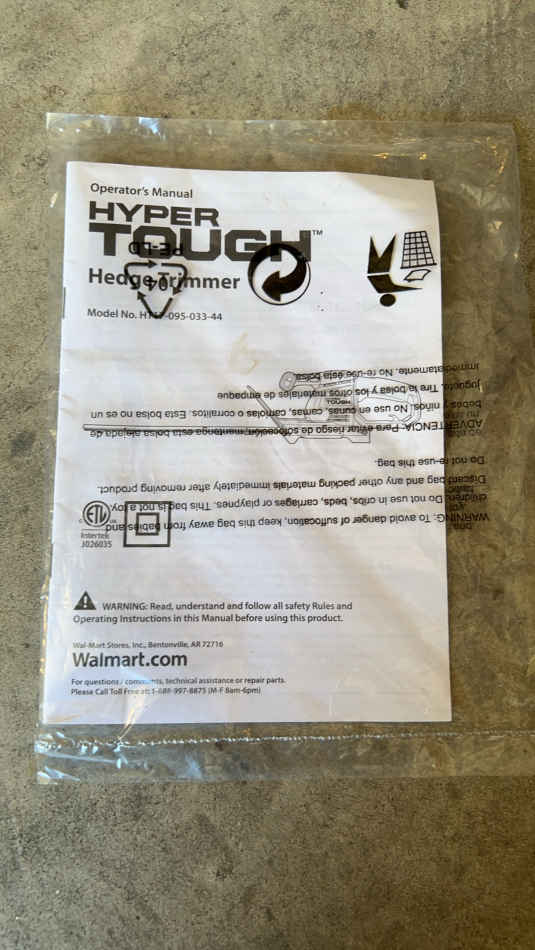 Operator's Manual
HYPER
TOUGH™
PE-LD
04
Hedge Trimmer
Model No. HT17-095-033-44
TOUGH
immediatamente. No re-use esta bolsa
juguete. Tire la bolsa y los otros materiales de empaque
bebes y niños. No use en cunas, camas, carriolas o corralitos. Esta bolsa no es un
ADVERTENCIA: Para evitar riesgo de sofocación, mantenga esta bolsa alejada de
Do not re-use this bag.
Discard bag and any other packing materials immediately after removing product.
children. Do not use in cribs, beds, carriages or playpens. This bag is not a toy.
WARNING: To avoid danger of suffocation, keep this bag away from babies and
ETL
C
US
Intertek
J026035
WARNING: Read, understand and follow all safety Rules and
Operating Instructions in this Manual before using this product.
Wal-Mart Stores, Inc., Bentonville, AR 72716
Walmart.com
For questions / comments, technical assistance or repair parts.
Please Call Toll Free at: 1-888-997-8875 (M-F 8am-6pm)